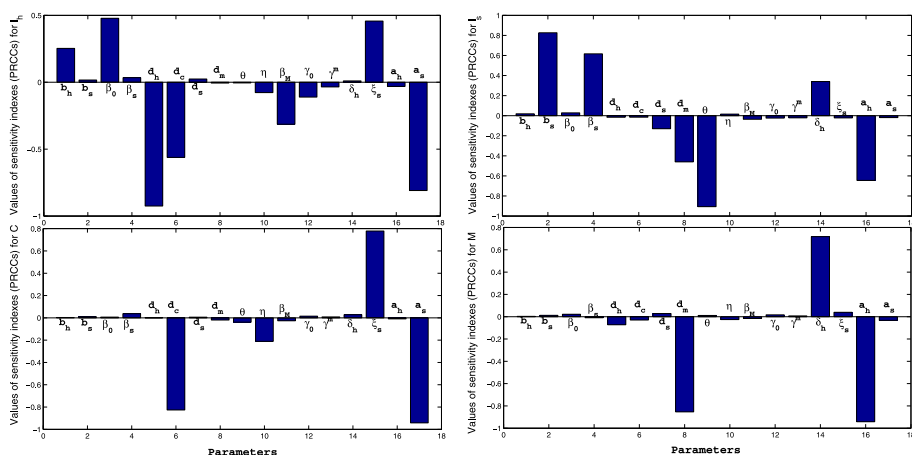 Values of sensitivity indexes (PRCCs) for I_h
0.5
0
-0.5
-1
b_h b_s β_0 β_s d_h d_c d_s d_m θ η β_M γ_0 γ^m δ_h ξ_s a_h a_s
0 2 4 6 8 10 12 14 16 18
Values of sensitivity indexes (PRCCs) for I_s
1
0.8
0.6
0.4
0.2
0
-0.2
-0.4
-0.6
-0.8
-1
b_h b_s β_0 β_s d_h d_c d_s d_m θ η β_M γ_0 γ^m δ_h ξ_s a_h a_s
0 2 4 6 8 10 12 14 16 18
Values of sensitivity indexes (PRCCs) for C
0.8
0.6
0.4
0.2
0
-0.2
-0.4
-0.6
-0.8
-1
b_h b_s β_0 β_s d_h d_c d_s d_m θ η β_M γ_0 γ^m δ_h ξ_s a_h a_s
0 2 4 6 8 10 12 14 16 18
Parameters
Values of sensitivity indexes (PRCCs) for M
0.8
0.6
0.4
0.2
0
-0.2
-0.4
-0.6
-0.8
-1
b_h b_s β_0 β_s d_h d_c d_s d_m θ η β_M γ_0 γ^m δ_h ξ_s a_h a_s
0 2 4 6 8 10 12 14 16 18
Parameters